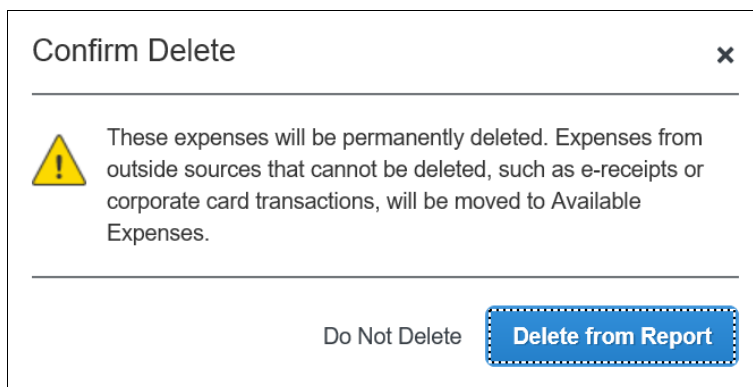 Confirm Delete
These expenses will be permanently deleted. Expenses from
outside sources that cannot be deleted, such as e-receipts or
corporate card transactions, will be moved to Available
Expenses.
Do Not Delete
Delete from Report